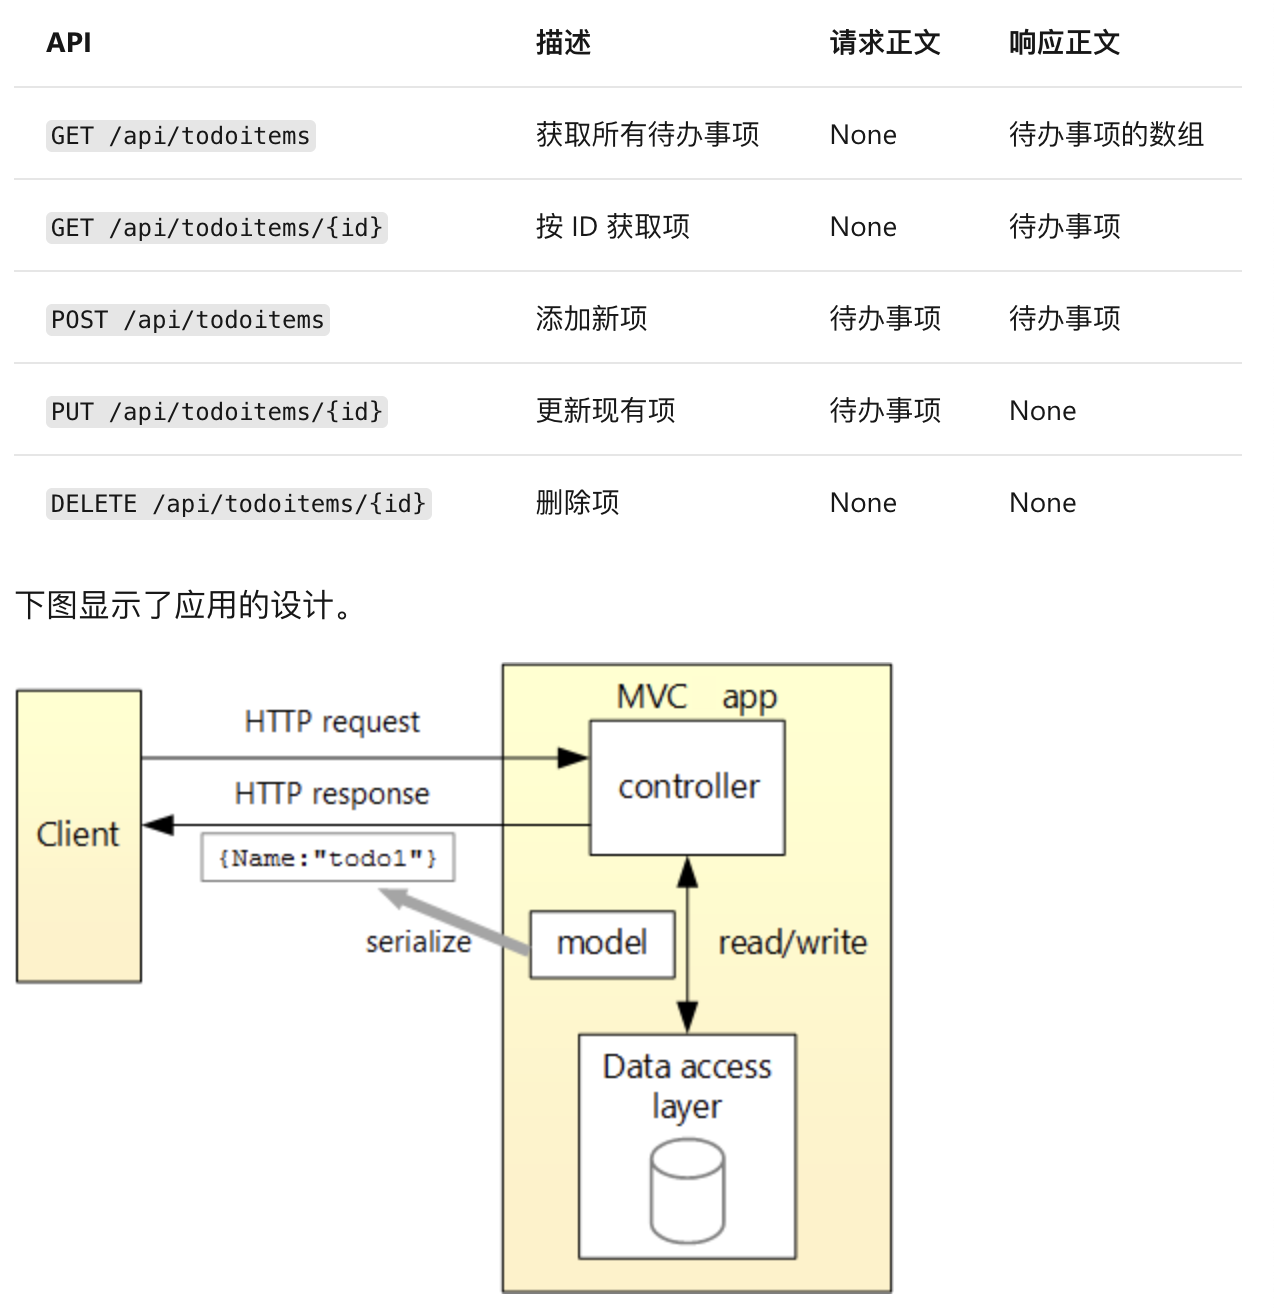 API 描述 请求正文 响应正文
GET /api/todoitems 获取所有待办事项 None 待办事项的数组
GET /api/todoitems/{id} 按 ID 获取项 None 待办事项
POST /api/todoitems 添加新项 待办事项 待办事项
PUT /api/todoitems/{id} 更新现有项 待办事项 None
DELETE /api/todoitems/{id} 删除项 None None
下图显示了应用的设计。
MVC app
HTTP request
controller
HTTP response
Client
{Name:"todo1"}
serialize
model
read/write
Data access
layer